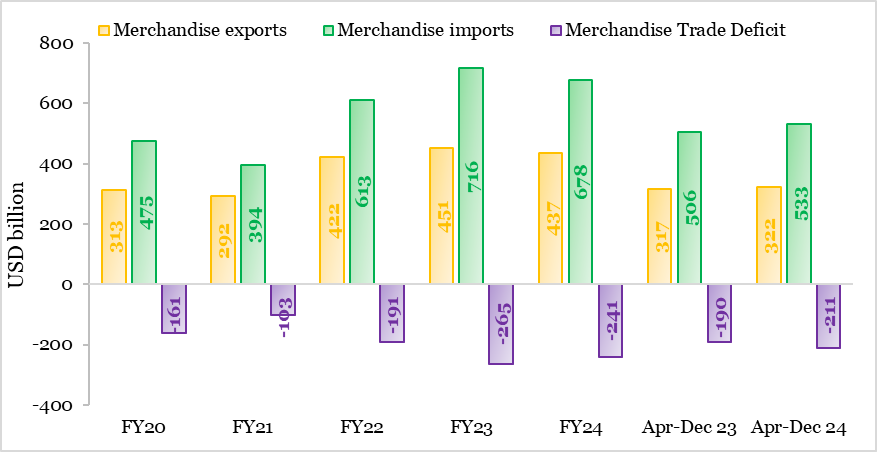 Merchandise exports Merchandise imports Merchandise Trade Deficit
USD billion
800
600
400
200
0
-200
-400
313 475 -161
292 394 -103
422 613 -191
451 716 -265
437 678 -241
317 506 -190
322 533 -211
FY20 FY21 FY22 FY23 FY24 Apr-Dec 23 Apr-Dec 24